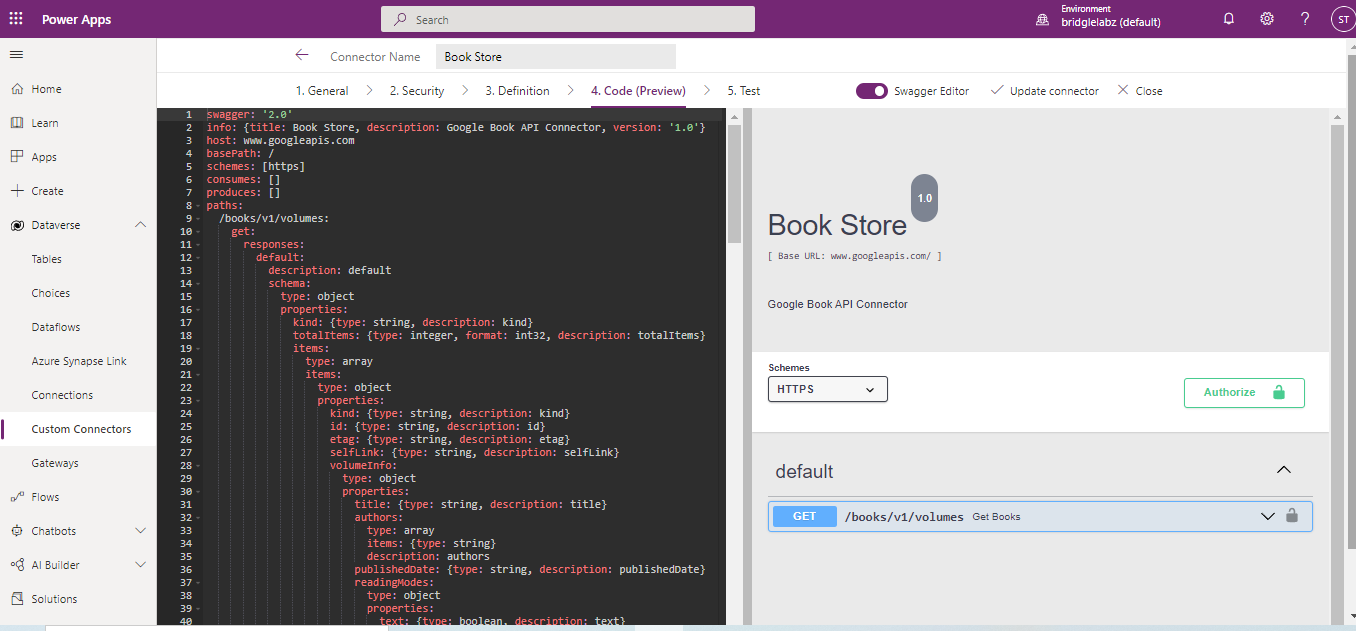 Power Apps
Search
Environment
bridgelabz (default)
?
ST
Connector Name
Book Store
1. General
2. Security
3. Definition
4. Code (Preview)
5. Test
Swagger Editor
Update connector
Close
Home
Learn
Apps
Create
Dataverse
Tables
Choices
Dataflows
Azure Synapse Link
Connections
Custom Connectors
Gateways
Flows
Chatbots
AI Builder
Solutions
1 swagger: '2.0'
2 info: {title: Book Store, description: Google Book API Connector, version: '1.0'}
3 host: www.googleapis.com
4 basePath: /
5 schemes: [https]
6 consumes: []
7 produces: []
8 paths:
9 /books/v1/volumes:
10 get:
11 responses:
12 default:
13 description: default
14 schema:
15 type: object
16 properties:
17 kind: {type: string, description: kind}
18 totalItems: {type: integer, format: int32, description: totalItems}
19 items:
20 type: array
21 items:
22 type: object
23 properties:
24 kind: {type: string, description: kind}
25 id: {type: string, description: id}
26 etag: {type: string, description: etag}
27 selfLink: {type: string, description: selfLink}
28 volumeInfo:
29 type: object
30 properties:
31 title: {type: string, description: title}
32 authors:
33 type: array
34 items: {type: string}
35 description: authors
36 publishedDate: {type: string, description: publishedDate}
37 readingModes:
38 type: object
39 properties:
40 text: {type: boolean, description: text}
Book Store
1.0
[ Base URL: www.googleapis.com/ ]
Google Book API Connector
Schemes
HTTPS
Authorize
default
GET /books/v1/volumes Get Books